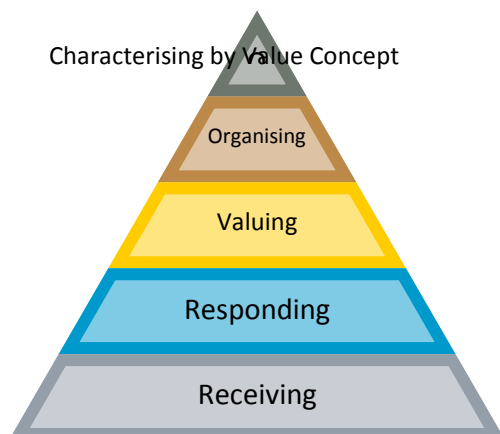 Characterising by Value Concept
Organising
Valuing
Responding
Receiving